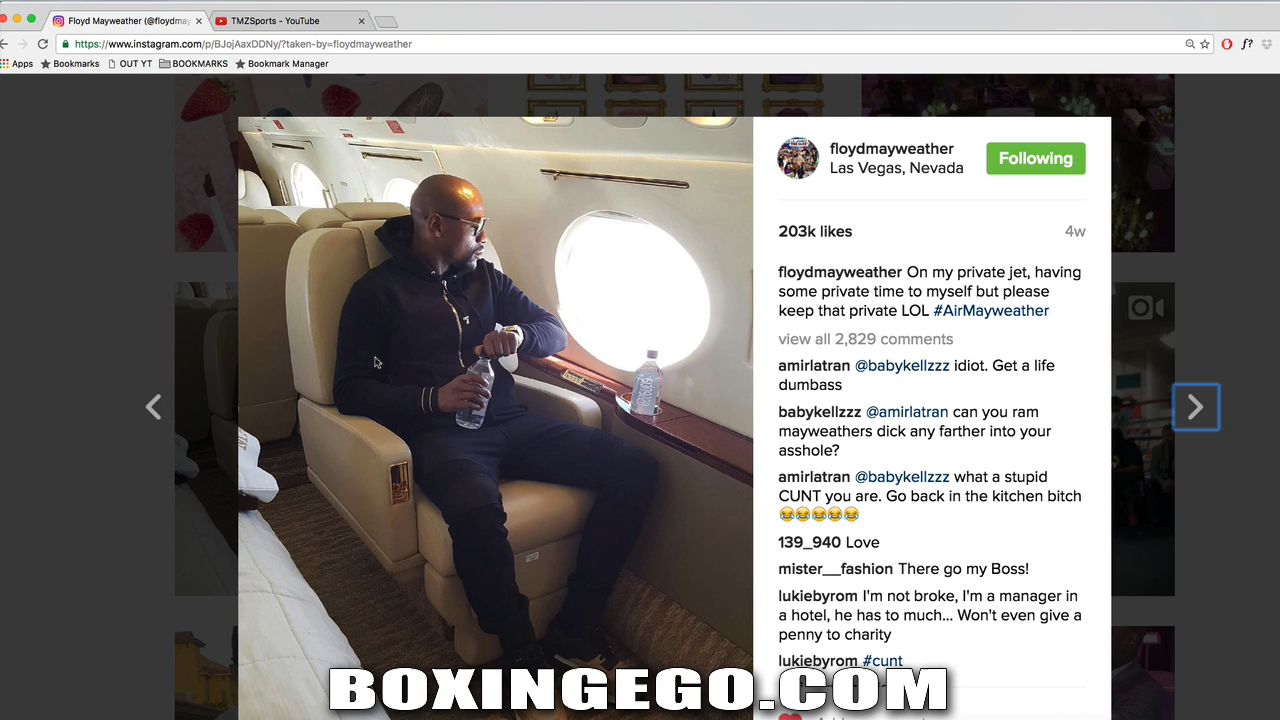 Floyd Mayweather (@floydmay
TMZSports - YouTube
https://www.instagram.com/p/BJojAaxDDNy/?taken-by=floydmayweather
f?
Apps
Bookmarks
OUT YT
BOOKMARKS
Bookmark Manager
floydmayweather
Las Vegas, Nevada
Following
203k likes
4w
floydmayweather On my private jet, having
some private time to myself but please
keep that private LOL #AirMayweather
view all 2,829 comments
amirlatran @babykellzzz idiot. Get a life
dumbass
babykellzzz @amirlatran can you ram
mayweathers dick any farther into your
asshole?
amirlatran @babykellzzz what a stupid
CUNT you are. Go back in the kitchen bitch
😂😂😂😂😂
139_940 Love
mister__fashion There go my Boss!
lukiebyrom I'm not broke, I'm a manager in
a hotel, he has to much... Won't even give a
penny to charity
lukiebyrom #cunt
BOXINGEGO.COM